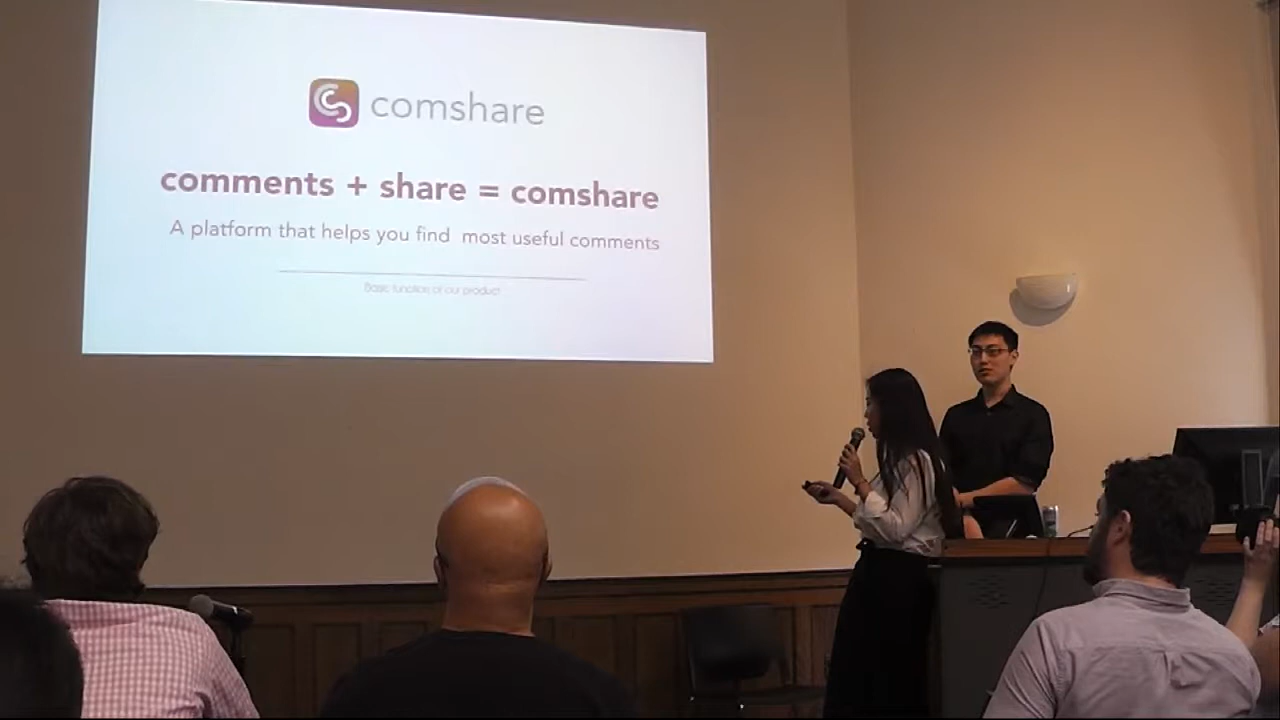 comshare
comments + share = comshare
A platform that helps you find most useful comments
Basic function of our product